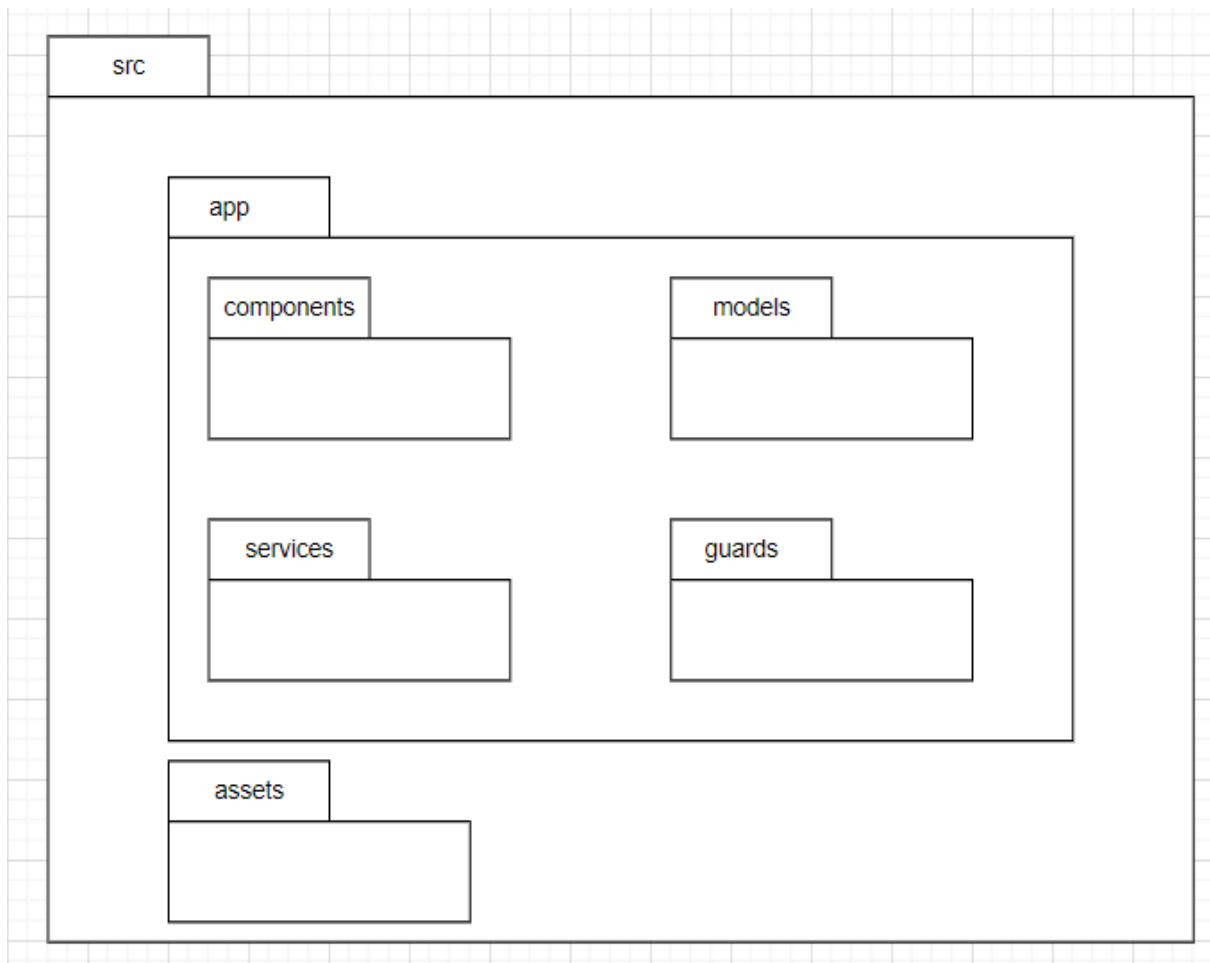 src
app
components
models
services
guards
assets